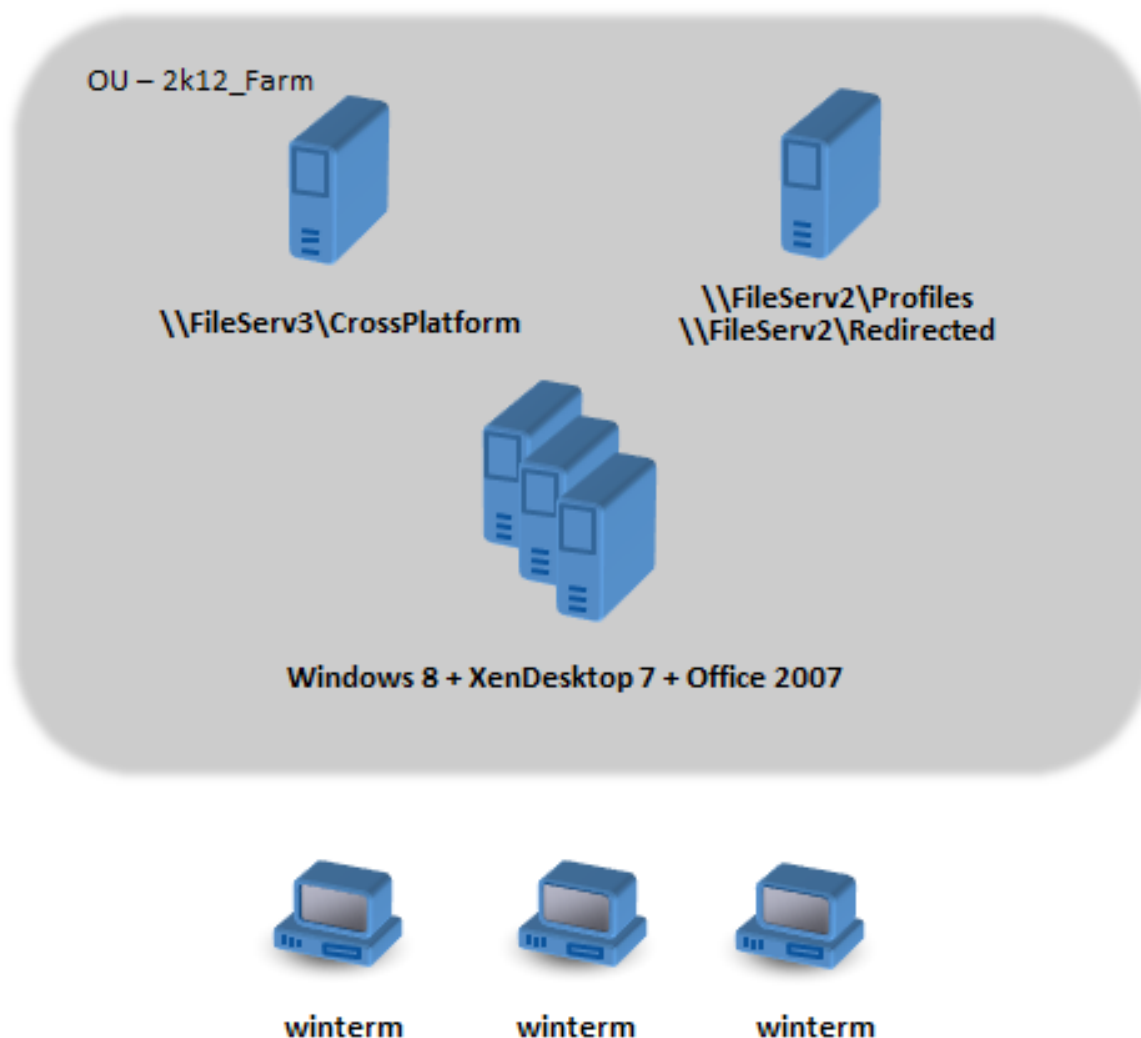 OU – 2k12_Farm
\\FileServ3\CrossPlatform
\\FileServ2\Profiles
\\FileServ2\Redirected
Windows 8 + XenDesktop 7 + Office 2007
winterm
winterm
winterm